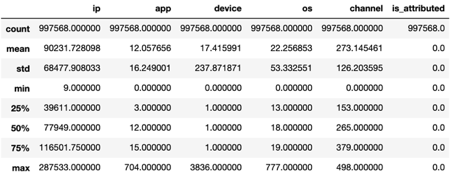 ip app device os channel is_attributed
count 997568.000000 997568.000000 997568.000000 997568.000000 997568.000000 997568.0
mean 90231.728098 12.057656 17.415991 22.256853 273.145461 0.0
std 68477.908033 16.249001 237.871871 53.332551 126.203595 0.0
min 9.000000 0.000000 0.000000 0.000000 0.000000 0.0
25% 39611.000000 3.000000 1.000000 13.000000 153.000000 0.0
50% 77949.000000 12.000000 1.000000 18.000000 265.000000 0.0
75% 116501.750000 15.000000 1.000000 19.000000 379.000000 0.0
max 287533.000000 704.000000 3836.000000 777.000000 498.000000 0.0